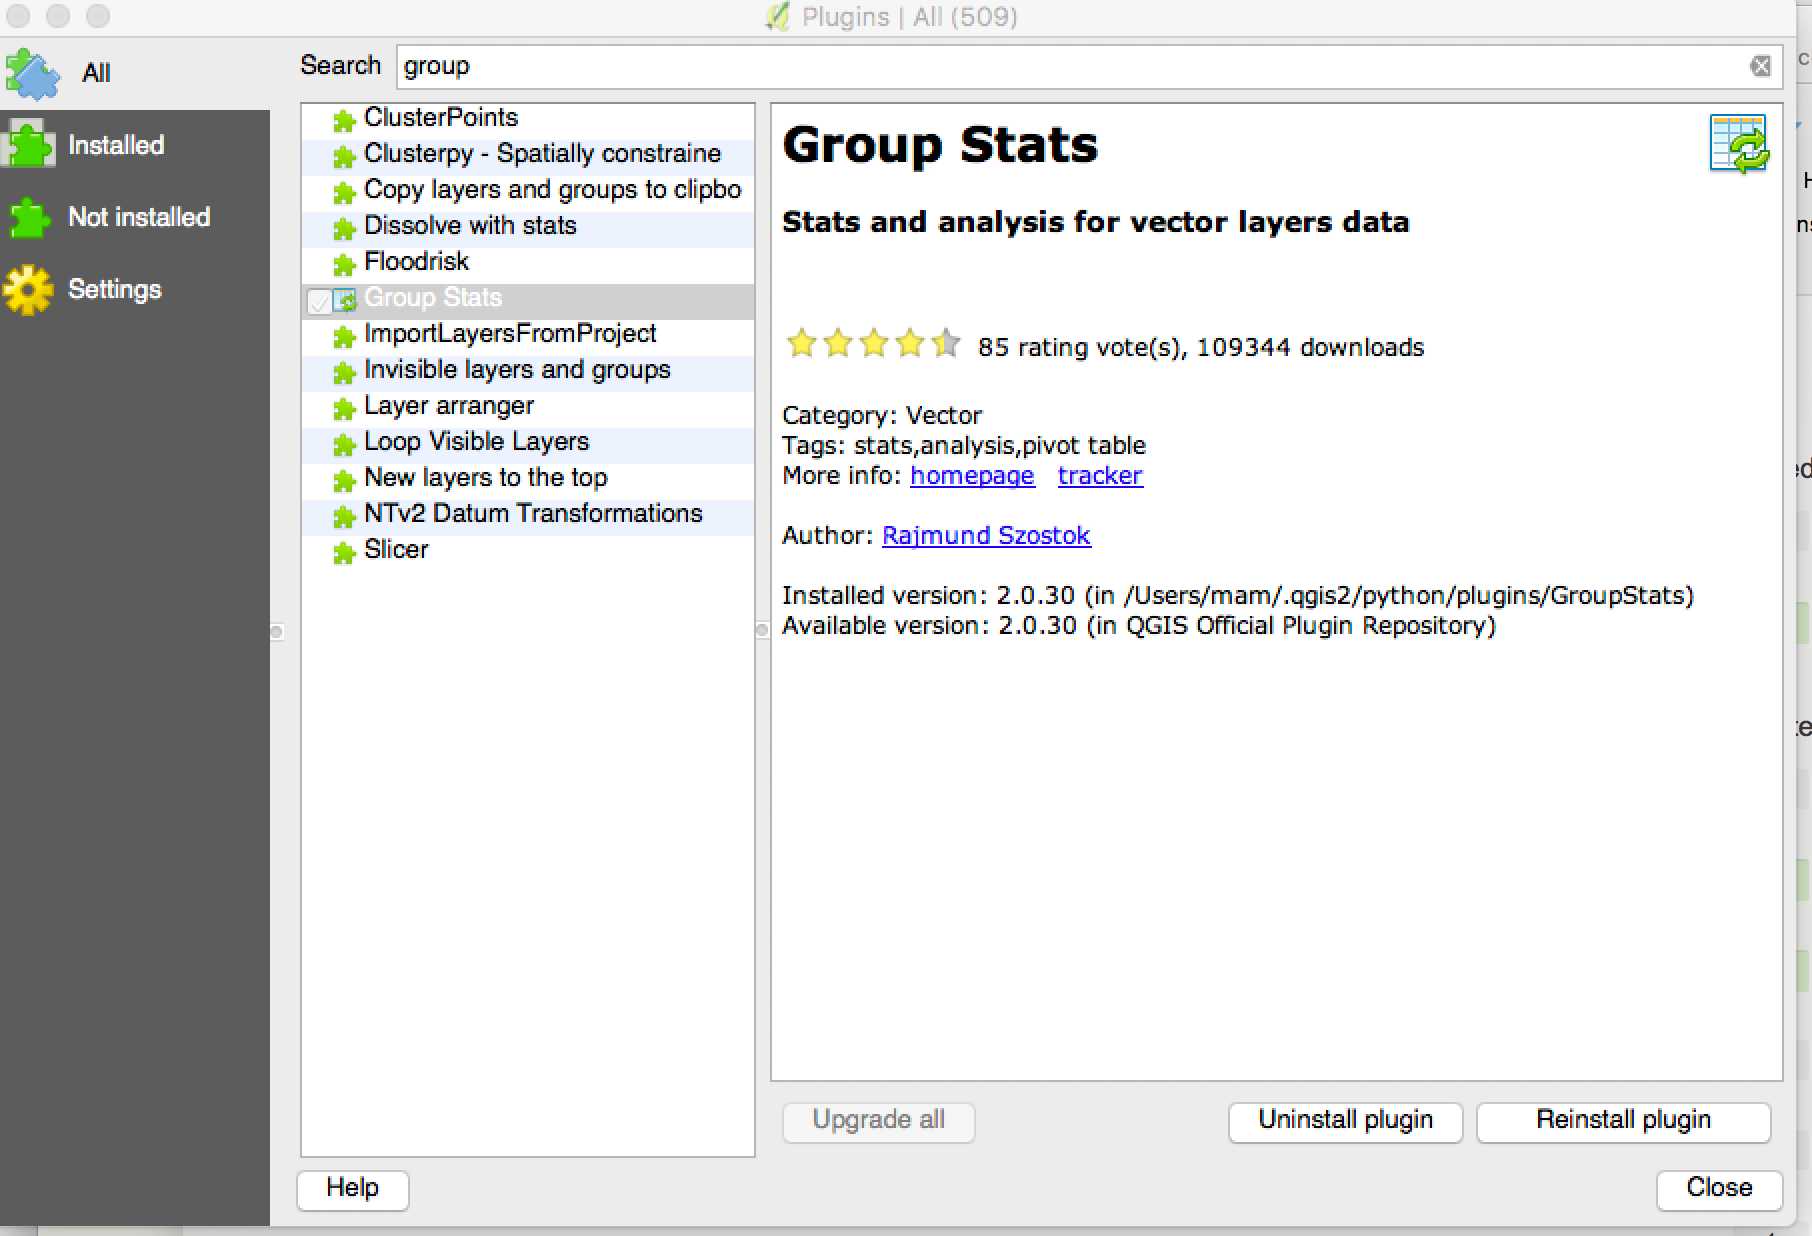 Plugins | All (509)
All
Installed
Not installed
Settings
Search
group
ClusterPoints
Clusterpy - Spatially constraine
Copy layers and groups to clipbo
Dissolve with stats
Floodrisk
Group Stats
ImportLayersFromProject
Invisible layers and groups
Layer arranger
Loop Visible Layers
New layers to the top
NTv2 Datum Transformations
Slicer
Group Stats
Stats and analysis for vector layers data
85 rating vote(s), 109344 downloads
Category: Vector
Tags: stats,analysis,pivot table
More info: homepage tracker
Author: Rajmund Szostok
Installed version: 2.0.30 (in /Users/mam/.qgis2/python/plugins/GroupStats)
Available version: 2.0.30 (in QGIS Official Plugin Repository)
Upgrade all
Uninstall plugin
Reinstall plugin
Help
Close